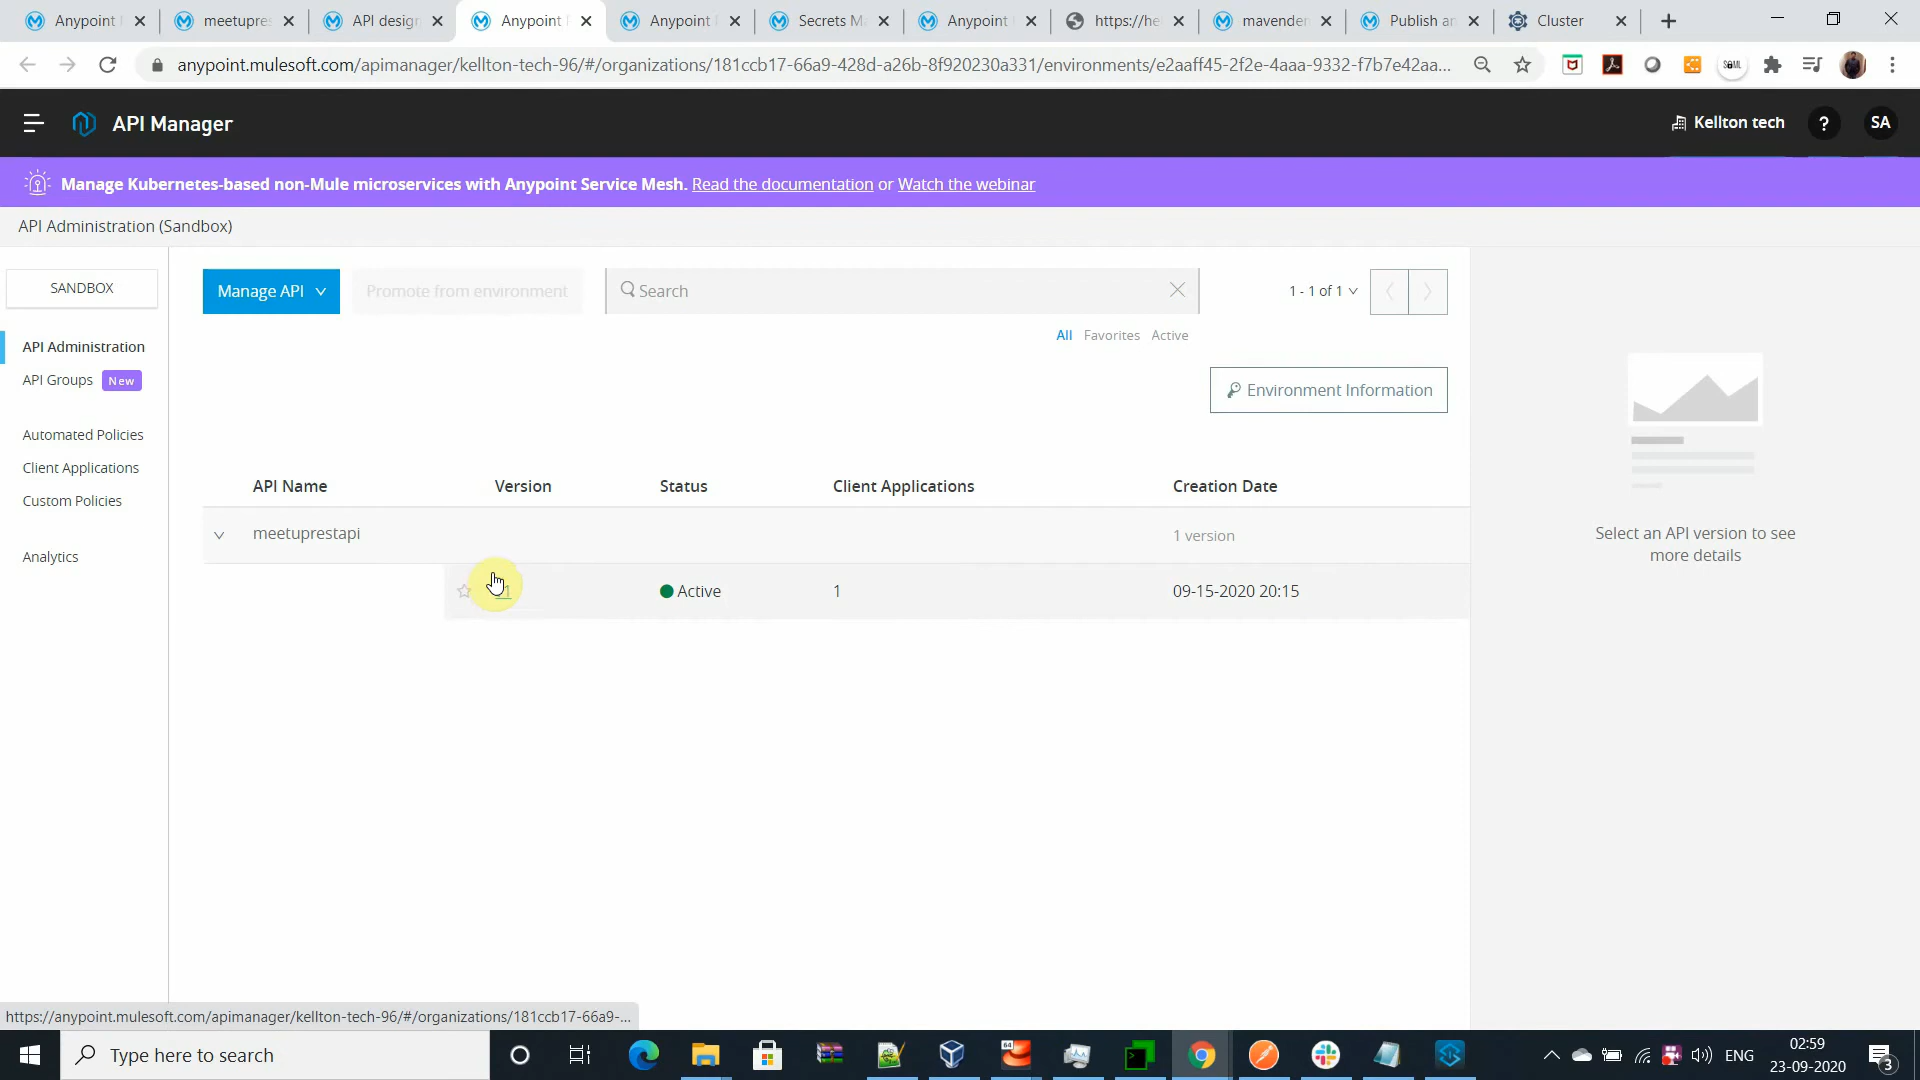 Anypoint
meetupres
API desig
Anypoint
Anypoint
Secrets M
Anypoint
https://he
mavender
Publish an
Cluster
anypoint.mulesoft.com/apimanager/kellton-tech-96/#/organizations/181ccb17-66a9-428d-a26b-8f920230a331/environments/e2aaff45-2f2e-4aaa-9332-f7b7e42aa...
API Manager
Kellton tech
?
SA
Manage Kubernetes-based non-Mule microservices with Anypoint Service Mesh. Read the documentation or Watch the webinar
API Administration (Sandbox)
SANDBOX
API Administration
API Groups New
Automated Policies
Client Applications
Custom Policies
Analytics
Manage API
Promote from environment
Search
1 - 1 of 1
All Favorites Active
Environment Information
API Name Version Status Client Applications Creation Date
meetuprestapi 1 version
Active 1 09-15-2020 20:15
Select an API version to see
more details
https://anypoint.mulesoft.com/apimanager/kellton-tech-96/#/organizations/181ccb17-66a9-...
Type here to search
ENG
02:59
23-09-2020
3